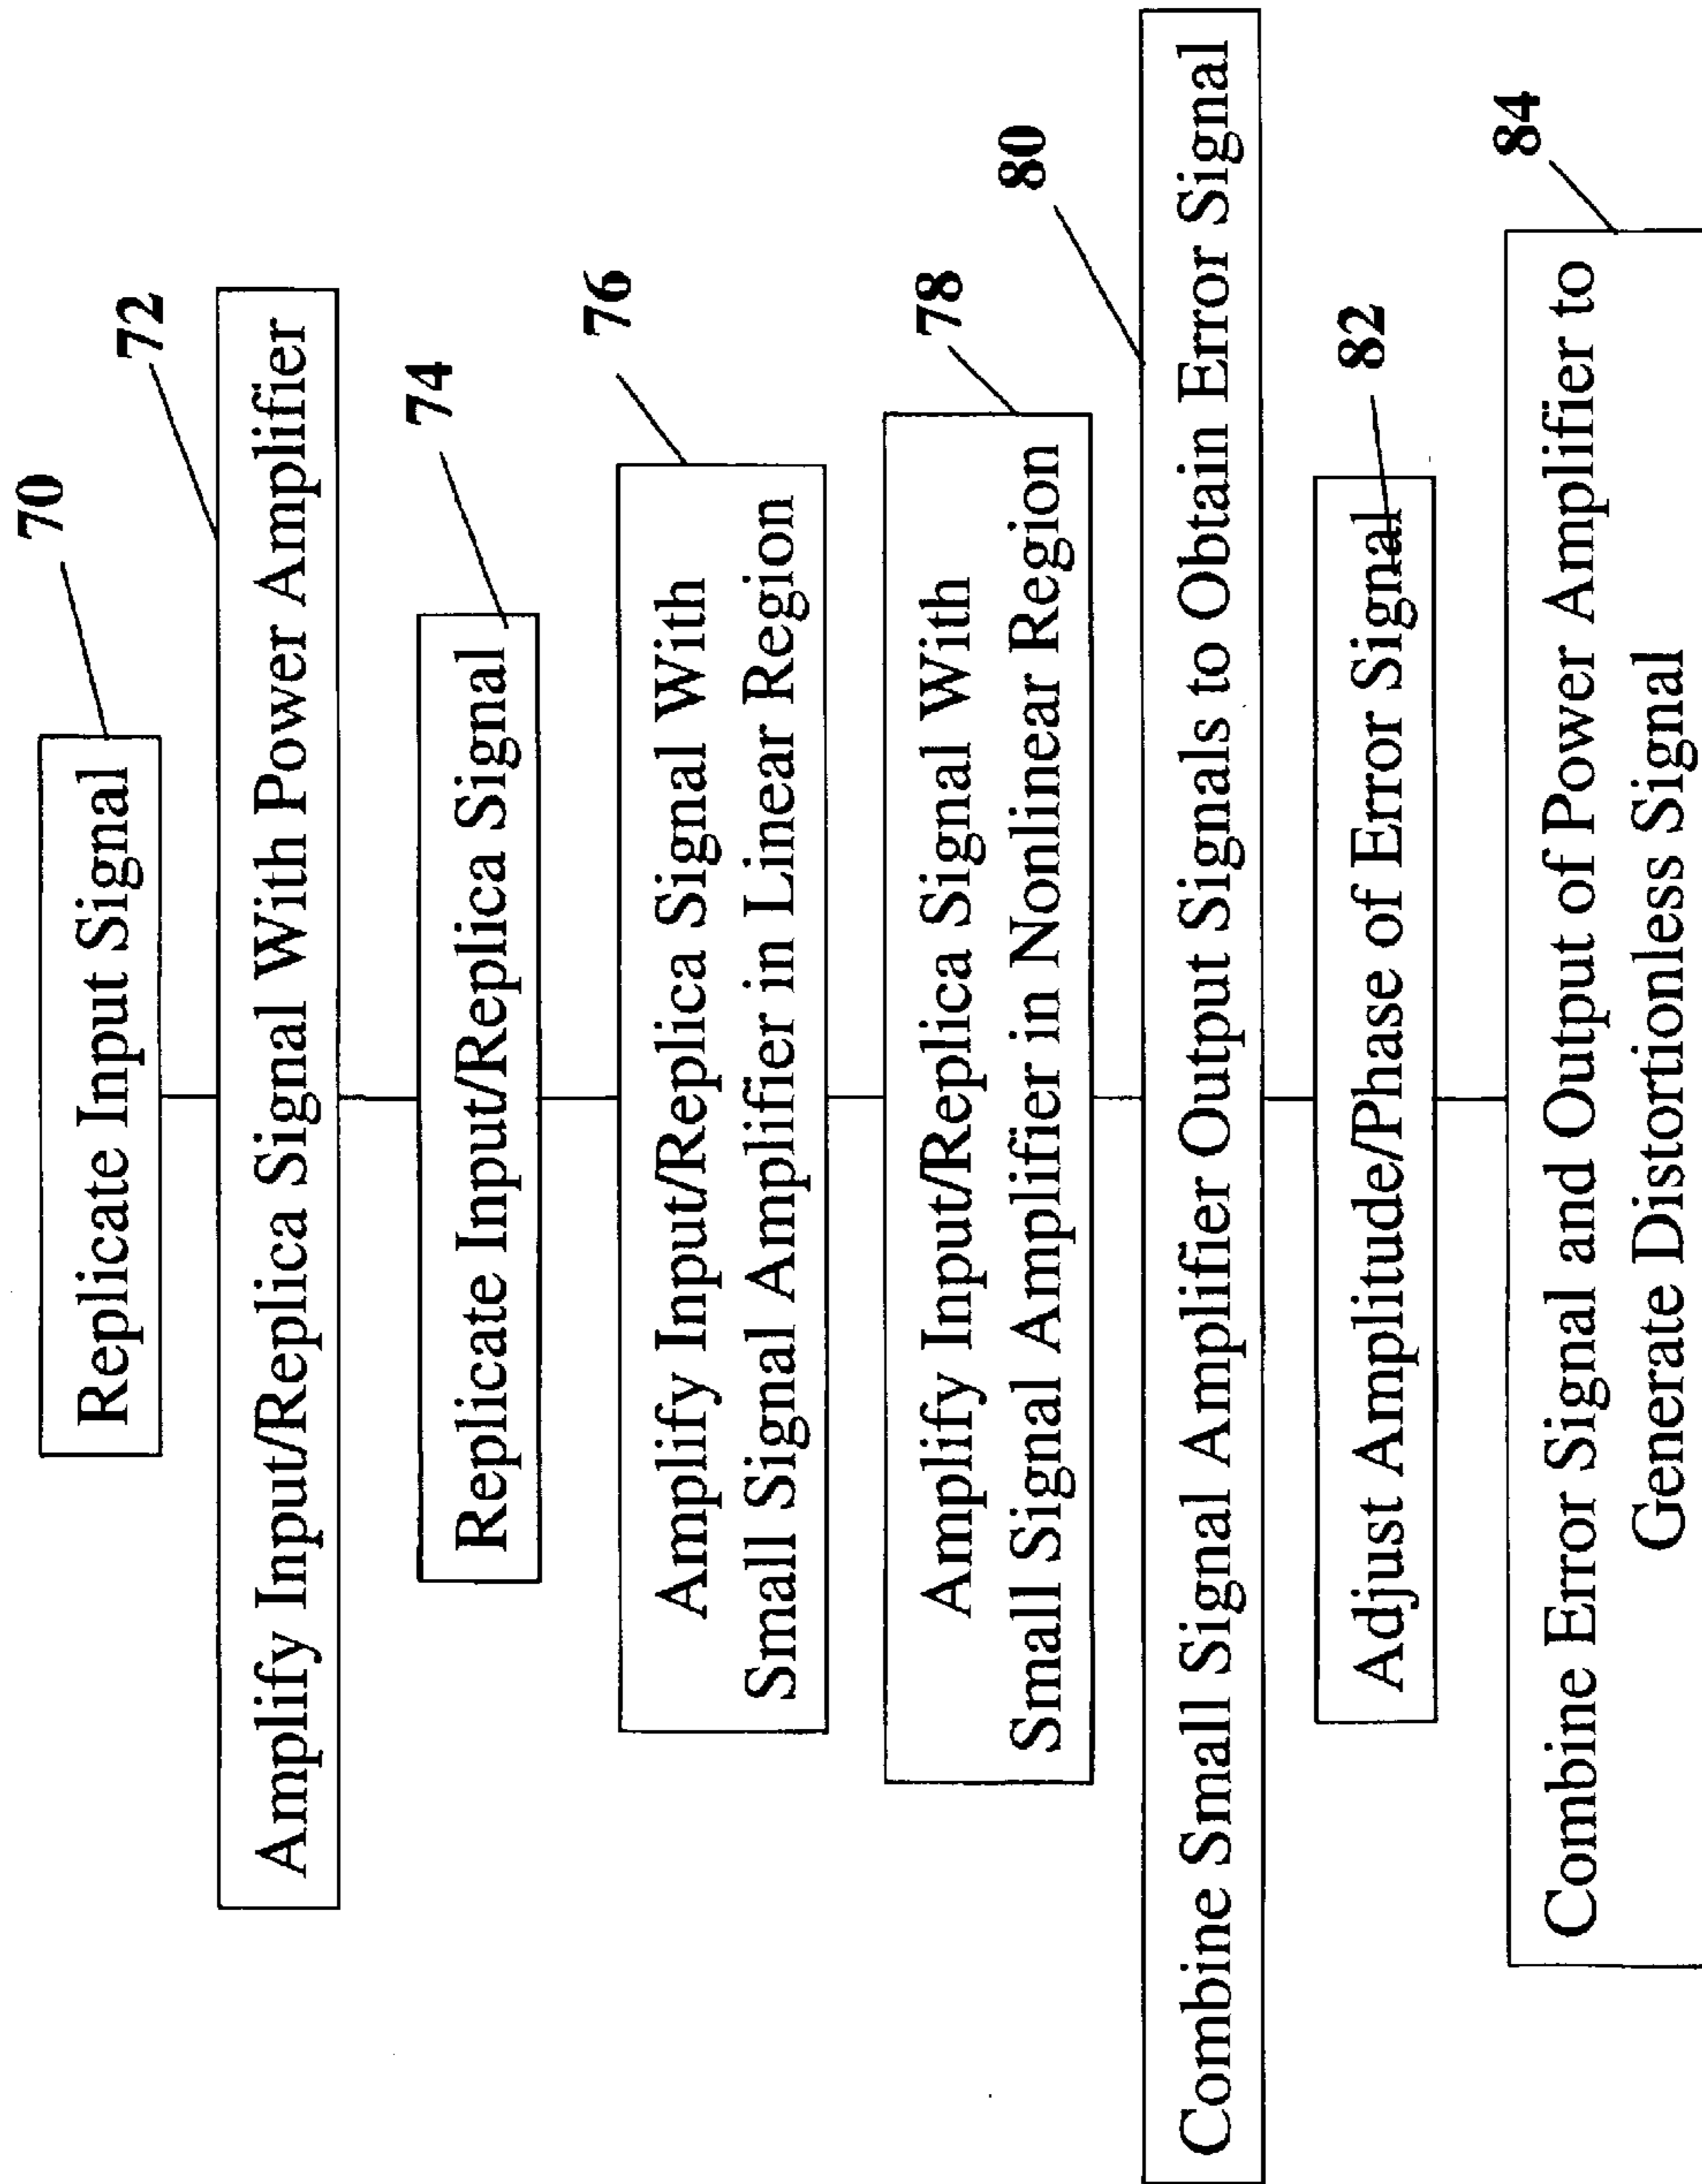 70
Replicate Input Signal
72
Amplify Input/Replica Signal With Power Amplifier
74
Replicate Input/Replica Signal
76
Amplify Input/Replica Signal With
Small Signal Amplifier in Linear Region
78
Amplify Input/Replica Signal With
Small Signal Amplifier in Nonlinear Region
80
Combine Small Signal Amplifier Output Signals to Obtain Error Signal
82
Adjust Amplitude/Phase of Error Signal
84
Combine Error Signal and Output of Power Amplifier to
Generate Distortionless Signal